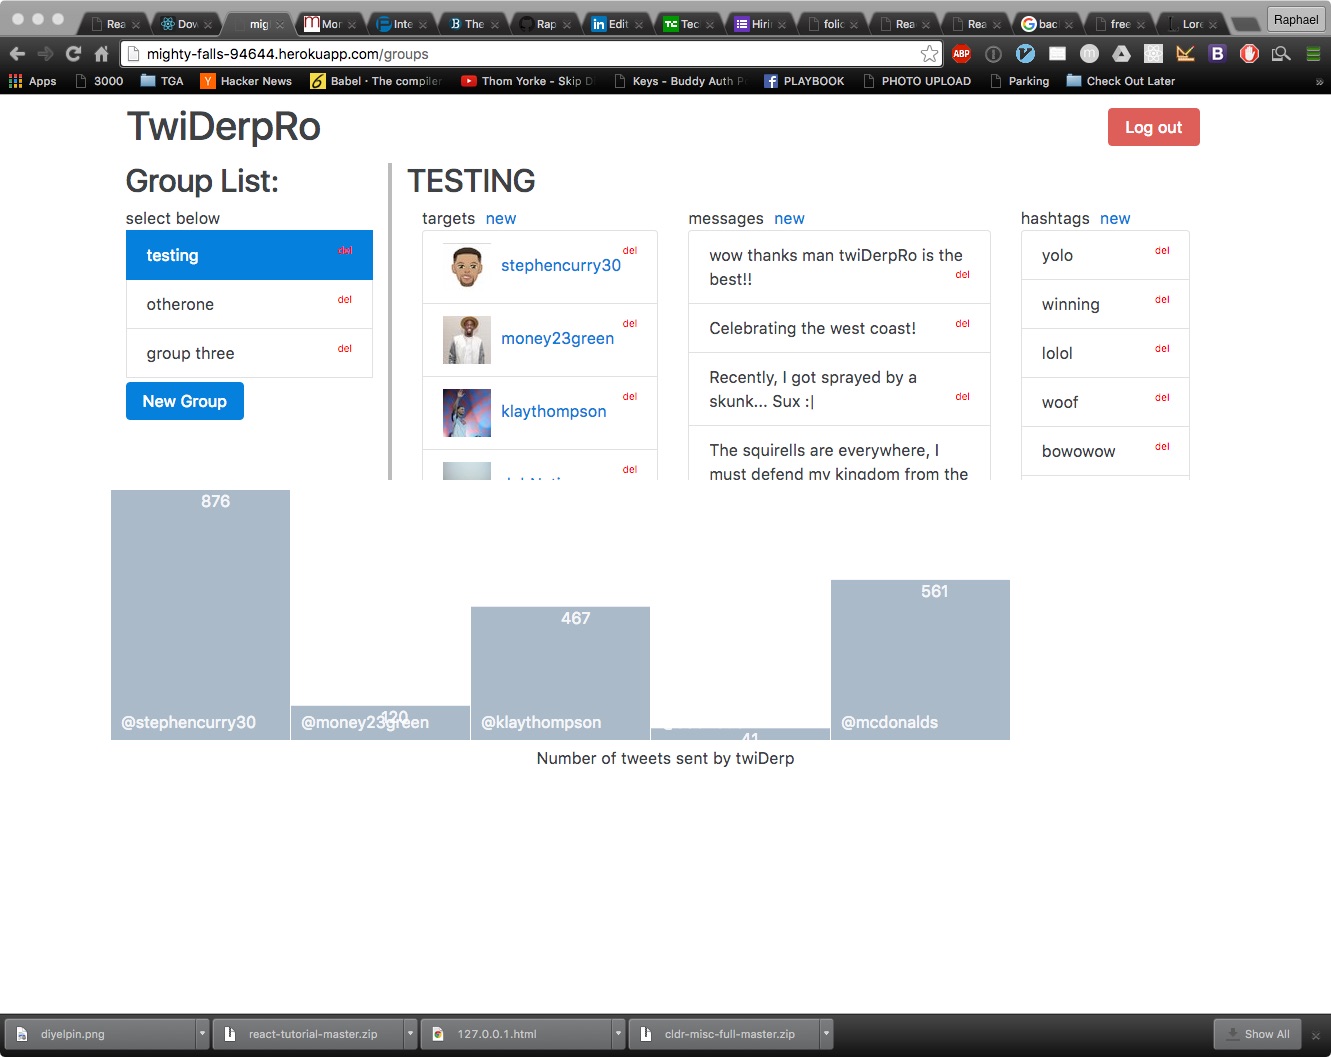 Rea
Dov
mig
Mor
Inte
The
Rap
Edit
Tec
Hiri
folio
Rea
Rea
bac
free
Lore
Raphael
mighty-falls-94644.herokuapp.com/groups
Apps
3000
TGA
Hacker News
Babel · The compiler
Thom Yorke - Skip Di
Keys - Buddy Auth P
PLAYBOOK
PHOTO UPLOAD
Parking
Check Out Later
»
TwiDerpRo
Log out
Group List:
select below
testing del
otherone del
group three del
New Group
TESTING
targets new
stephencurry30 del
money23green del
klaythompson del
del
messages new
wow thanks man twiDerpRo is the
best!! del
Celebrating the west coast! del
Recently, I got sprayed by a
skunk... Sux :| del
The squirells are everywhere, I
must defend my kingdom from the
hashtags new
yolo del
winning del
lolol del
woof del
bowowow del
876
@stephencurry30
120
@money23green
467
@klaythompson
41
561
@mcdonalds
Number of tweets sent by twiDerp
diyelpin.png
react-tutorial-master.zip
127.0.0.1.html
cldr-misc-full-master.zip
Show All